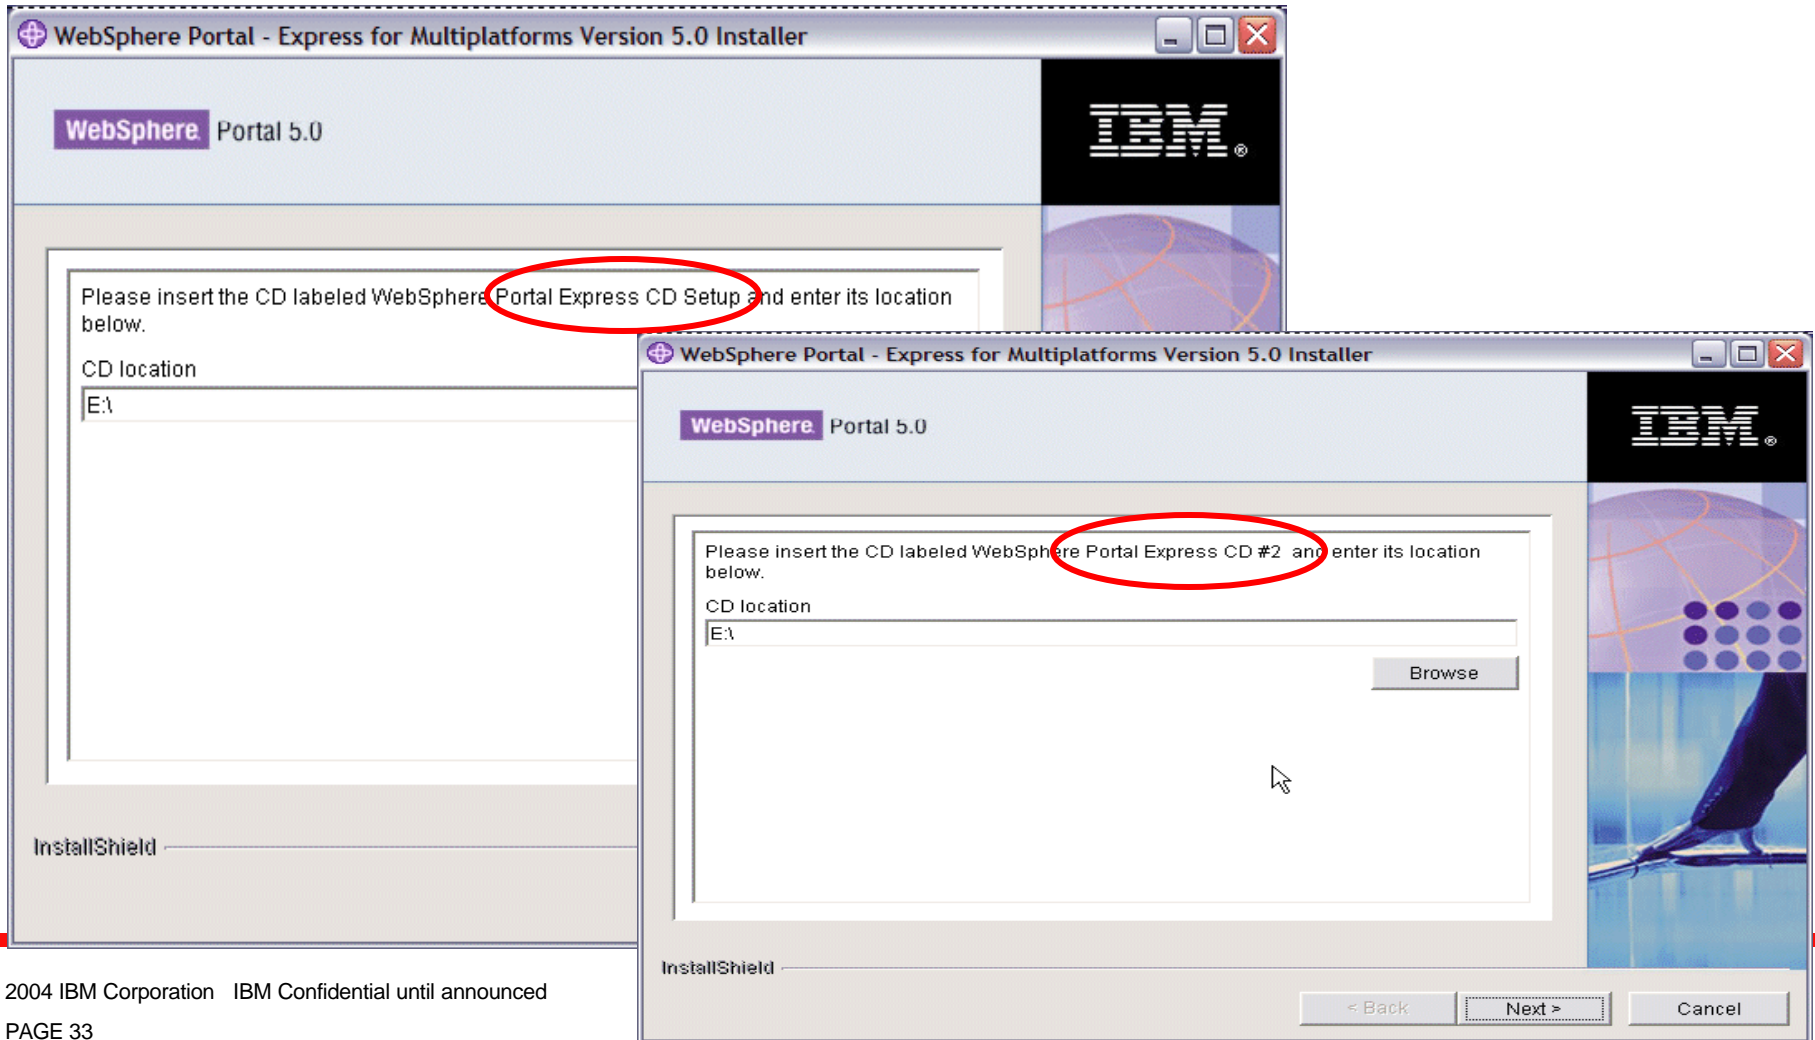 WebSphere Portal - Express for Multiplatforms Version 5.0 Installer
WebSphere Portal 5.0
IBM®
Please insert the CD labeled WebSphere Portal Express CD Setup and enter its location
below.
CD location
E:\
InstallShield
WebSphere Portal - Express for Multiplatforms Version 5.0 Installer
WebSphere Portal 5.0
IBM®
Please insert the CD labeled WebSphere Portal Express CD #2 and enter its location
below.
CD location
E:\
Browse
InstallShield
< Back Next > Cancel
2004 IBM Corporation IBM Confidential until announced
PAGE 33